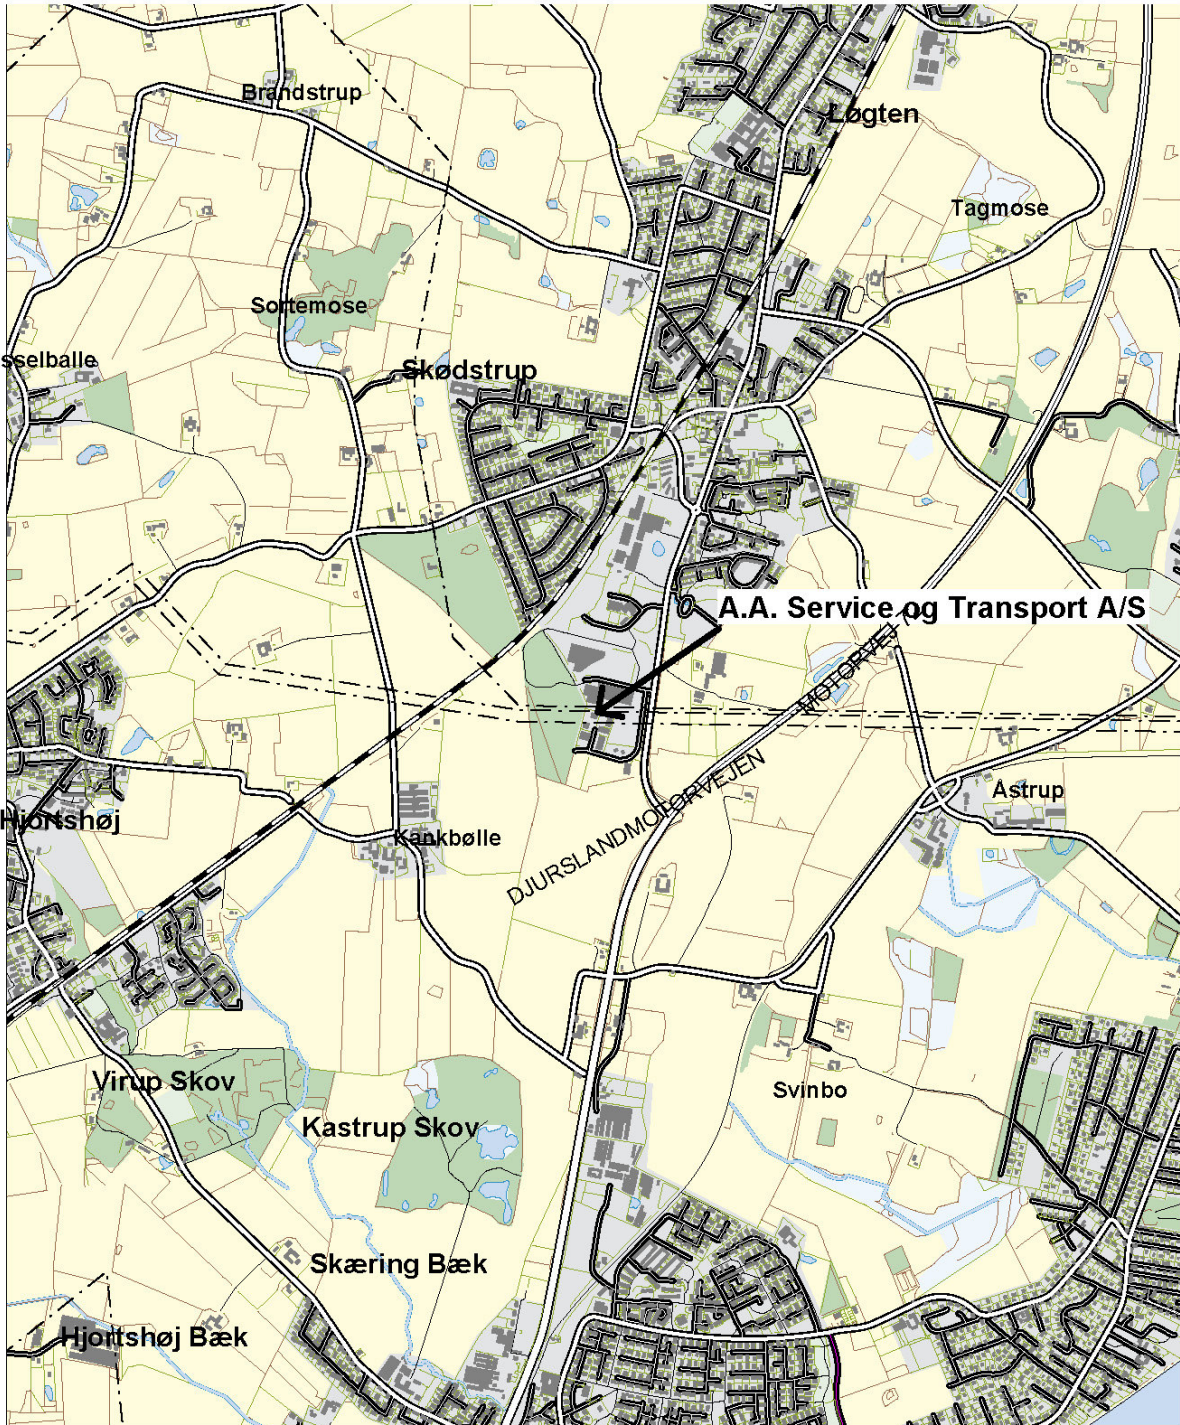 Brandstrup
Løgten
Tagmose
Sortemose
sselballe
Skødstrup
A.A. Service og Transport A/S
MOTORVEJ
DJURSLANDMOTORVEJEN
Åstrup
Hjortshøj
Kankbølle
Virup Skov
Svinbo
Kastrup Skov
Skæring Bæk
Hjortshøj Bæk